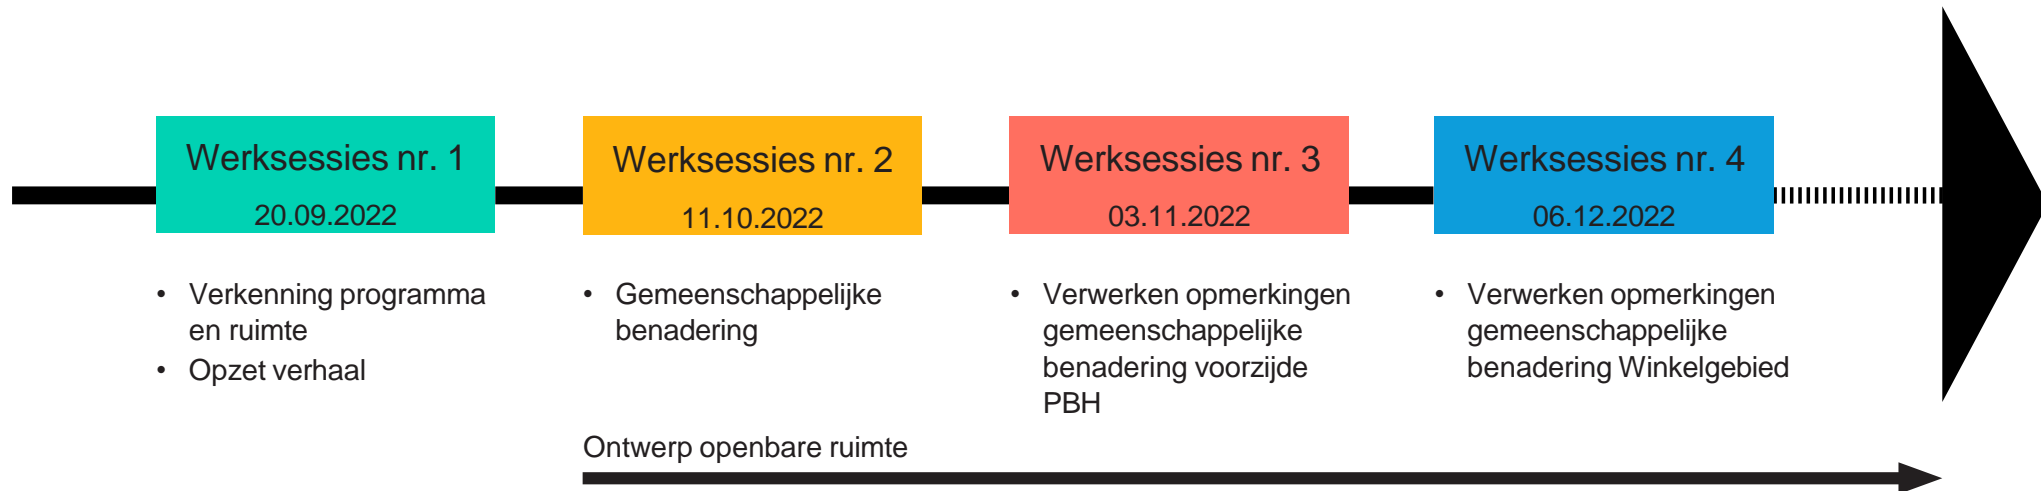 Werksessies nr. 1
20.09.2022
• Verkenning programma
en ruimte
• Opzet verhaal
Werksessies nr. 2
11.10.2022
• Gemeenschappelijke
benadering
Werksessies nr. 3
03.11.2022
• Verwerken opmerkingen
gemeenschappelijke
benadering voorzijde
PBH
Werksessies nr. 4
06.12.2022
• Verwerken opmerkingen
gemeenschappelijke
benadering Winkelgebied
Ontwerp openbare ruimte